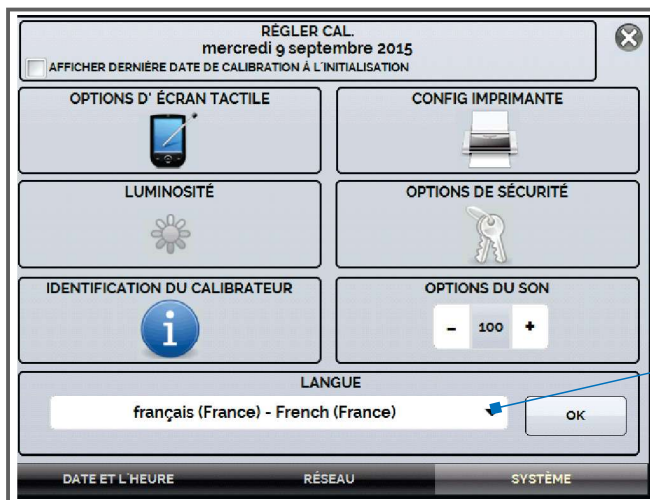 RÉGLER CAL.
mercredi 9 septembre 2015
AFFICHER DERNIÈRE DATE DE CALIBRATION À L'INITIALISATION
OPTIONS D' ÉCRAN TACTILE
CONFIG IMPRIMANTE
LUMINOSITÉ
OPTIONS DE SÉCURITÉ
IDENTIFICATION DU CALIBRATEUR
OPTIONS DU SON
- 100 +
LANGUE
français (France) - French (France)
OK
DATE ET L'HEURE
RÉSEAU
SYSTÈME